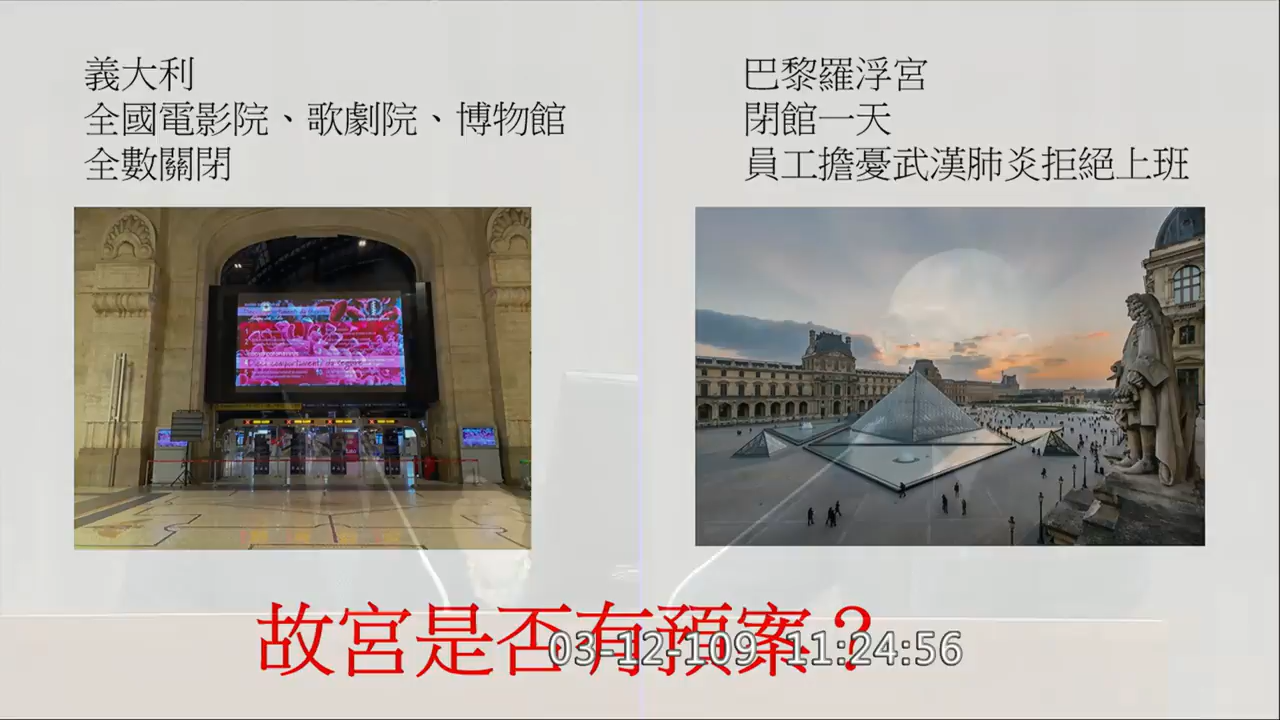 義大利
全國電影院、歌劇院、博物館
全數關閉
巴黎羅浮宮
閉館一天
員工擔憂武漢肺炎拒絕上班
故宮是否有預案？
03-12-109 11:24:56